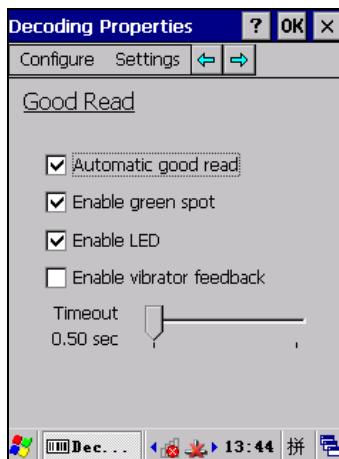 Decoding Properties ? OK ×
Configure Settings
Good Read
Automatic good read
Enable green spot
Enable LED
Enable vibrator feedback
Timeout
0.50 sec
Dec... 13:44 拼